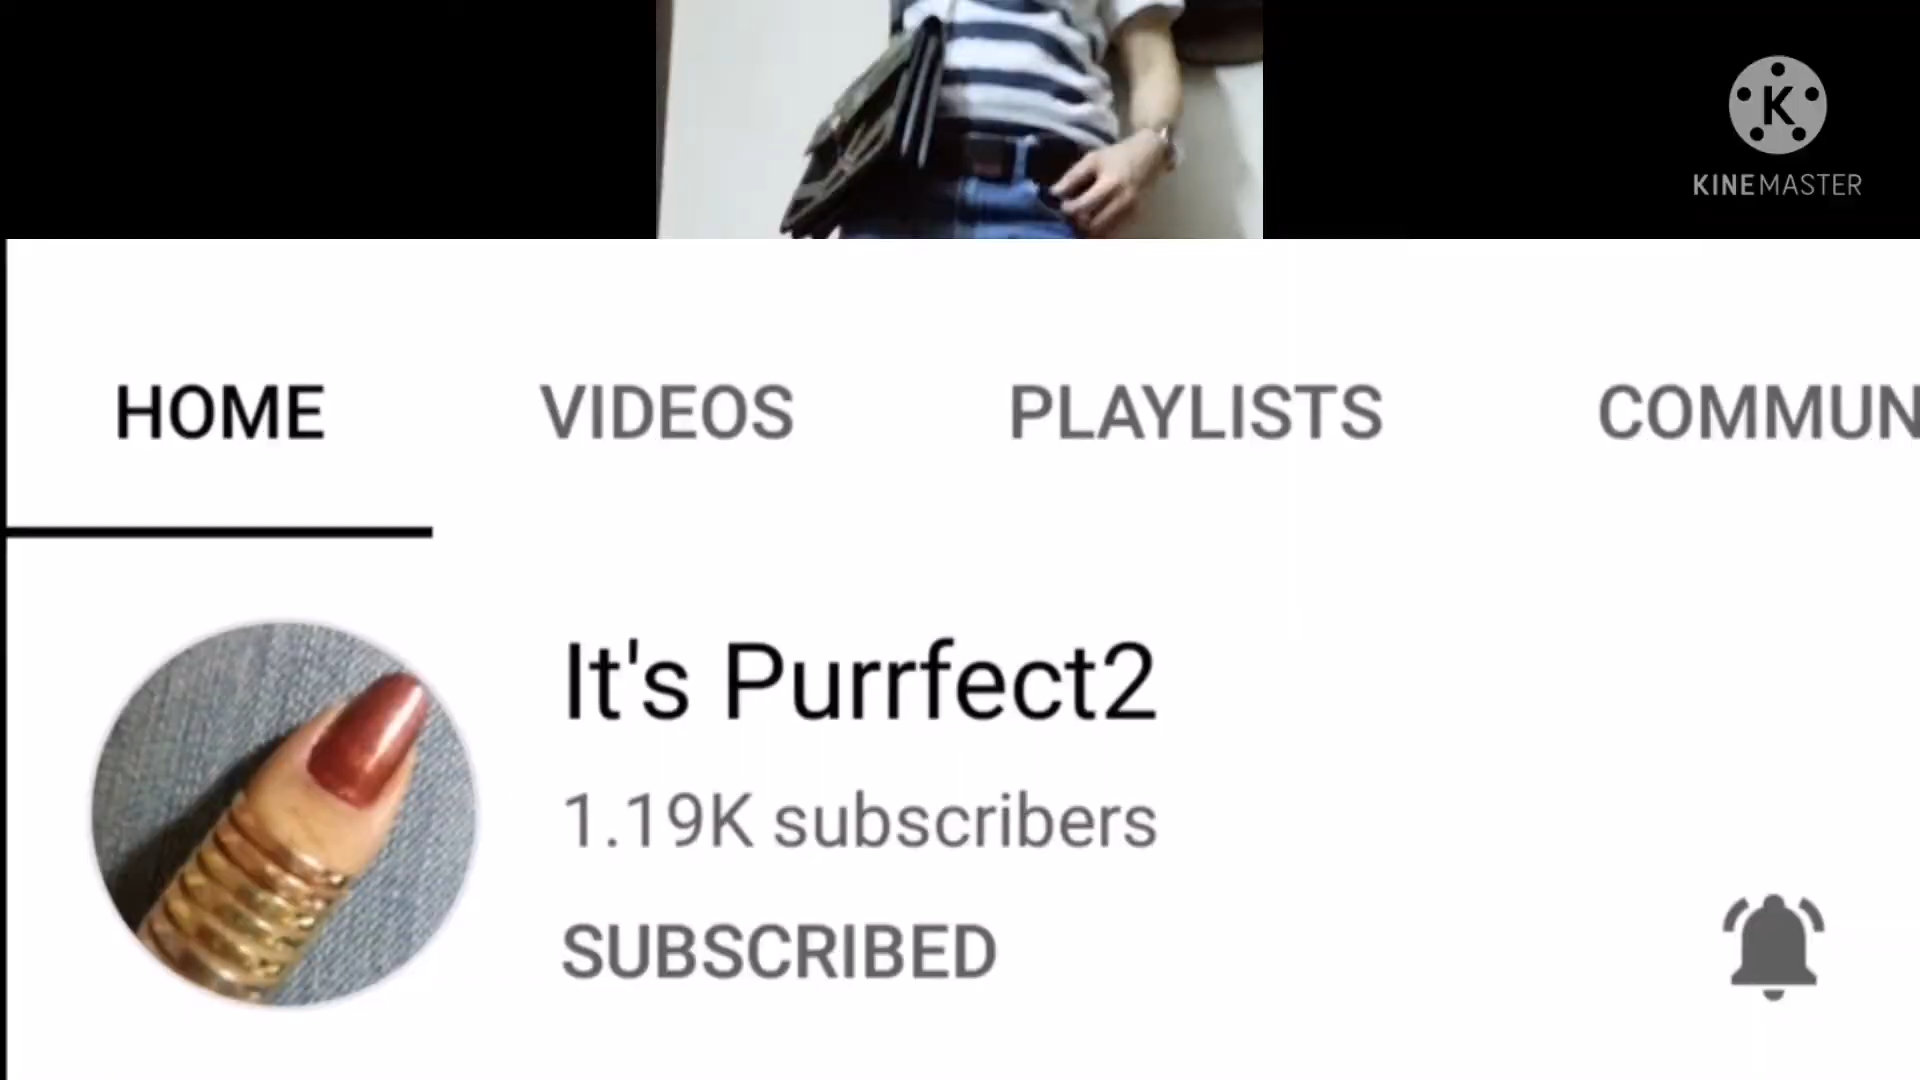 K
KINEMASTER
HOME VIDEOS PLAYLISTS COMMUN
It's Purrfect2
1.19K subscribers
SUBSCRIBED